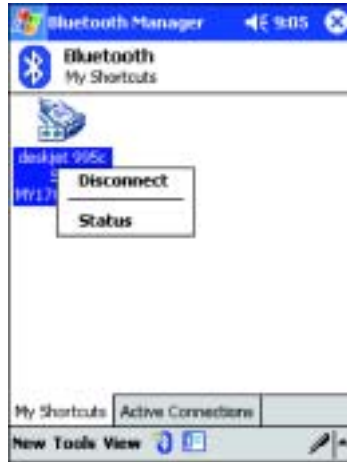 Bluetooth Manager 9:05
Bluetooth
My Shortcuts
deskjet 995c
Disconnect
Status
My Shortcuts Active Connections
New Tools View